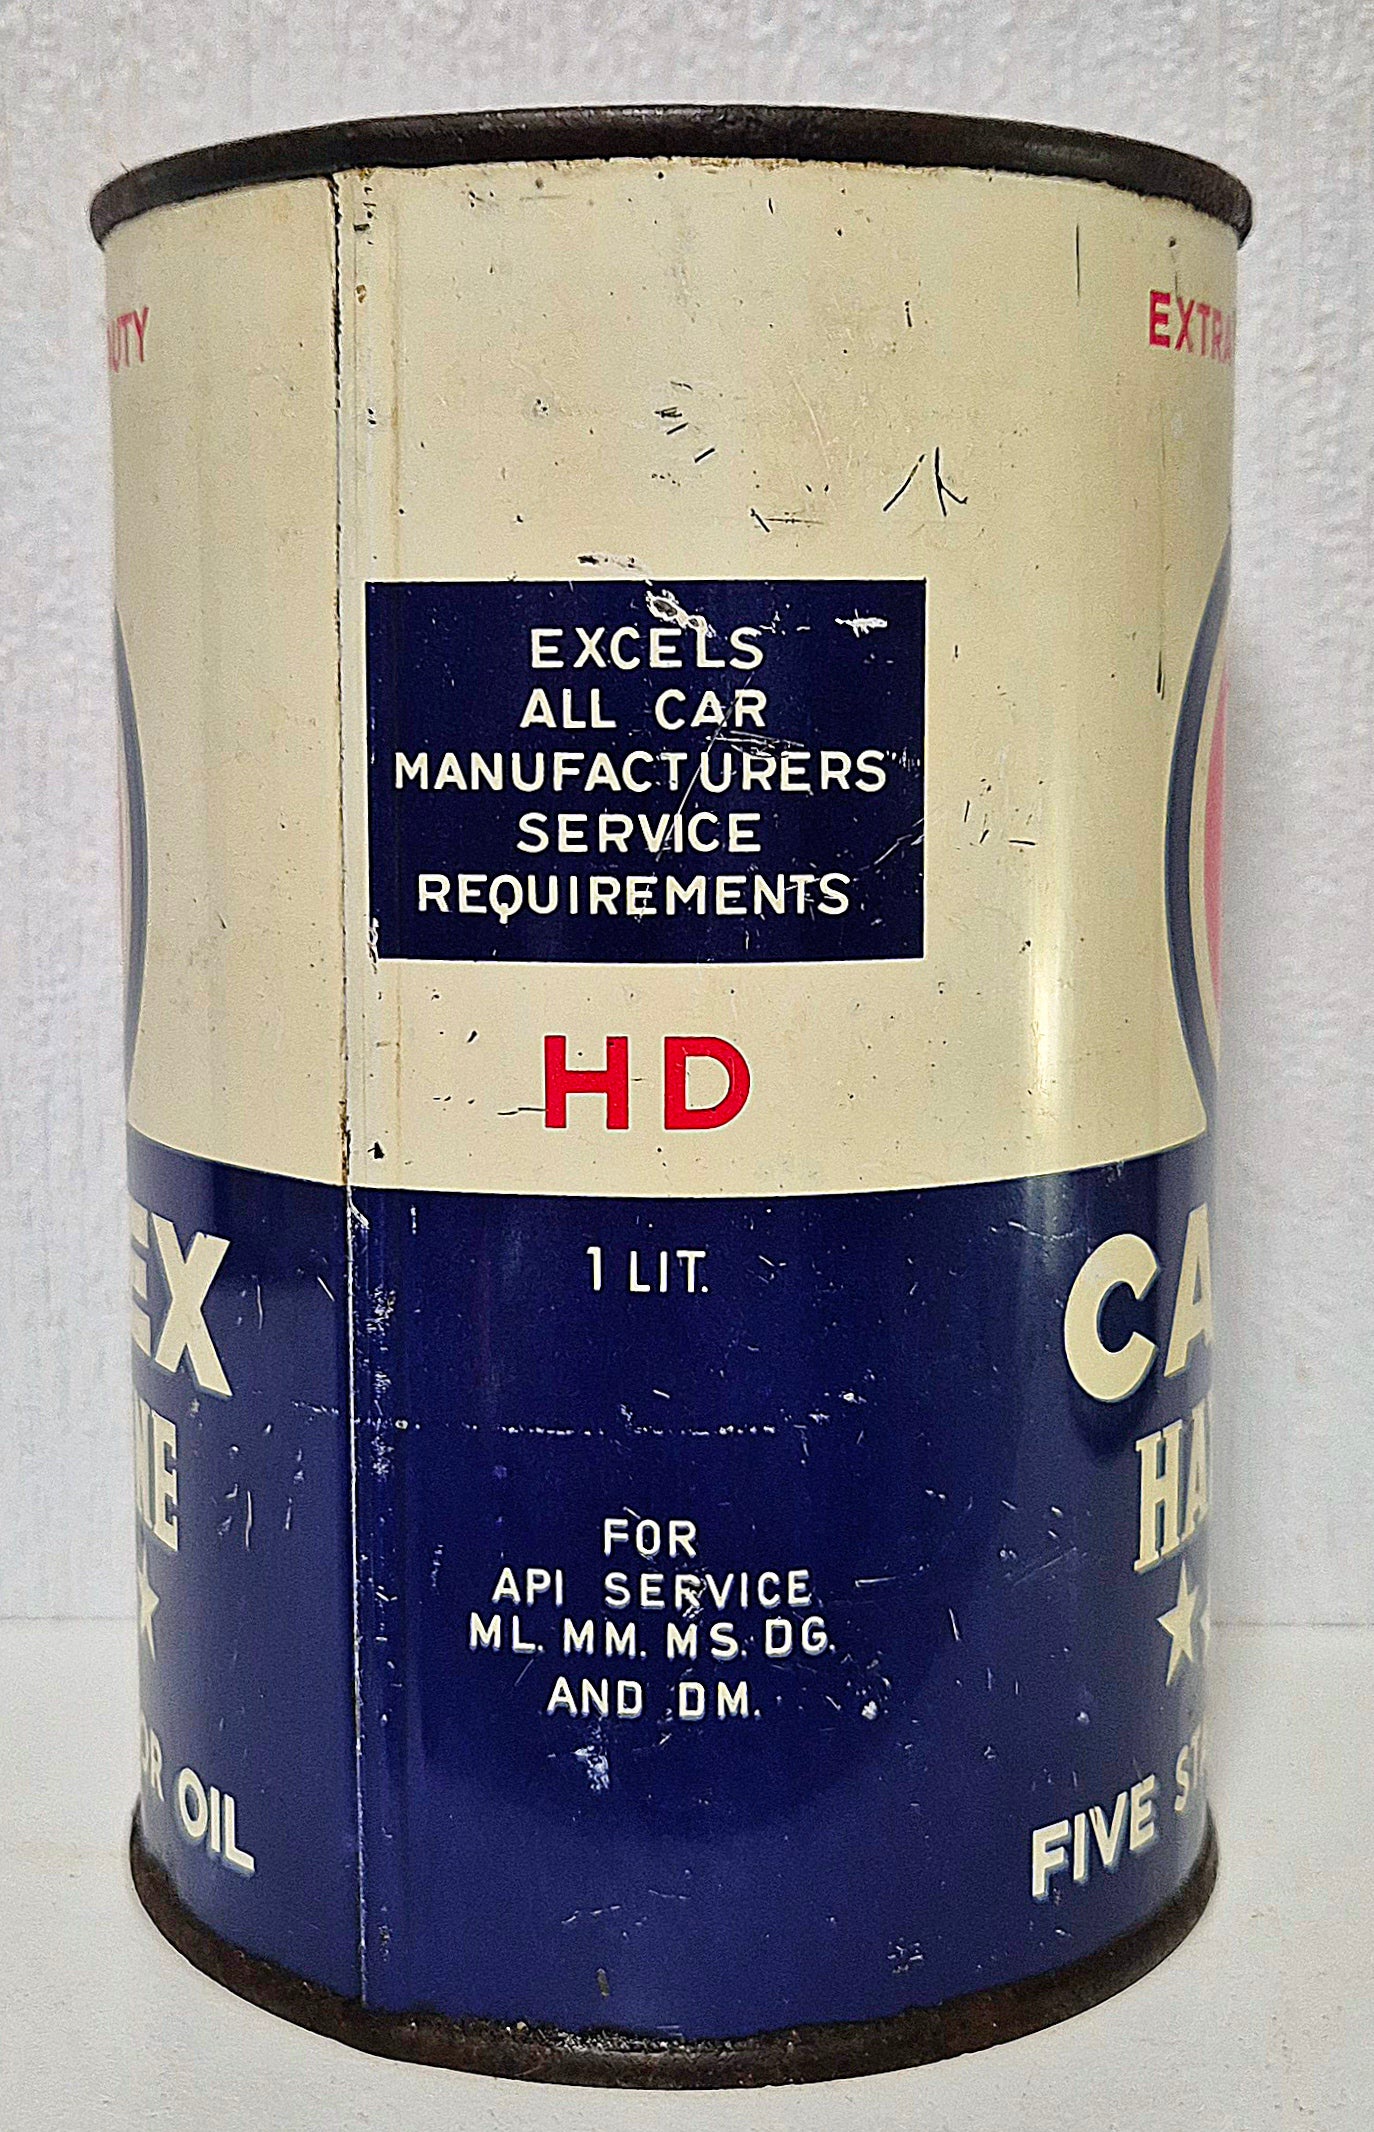 EXTRA
EXCELS
ALL CAR
MANUFACTURERS'
SERVICE
REQUIREMENTS
HD
1 LIT.
FOR
API SERVICE
ML. MM. MS. DG.
AND DM.
OIL
FIVE